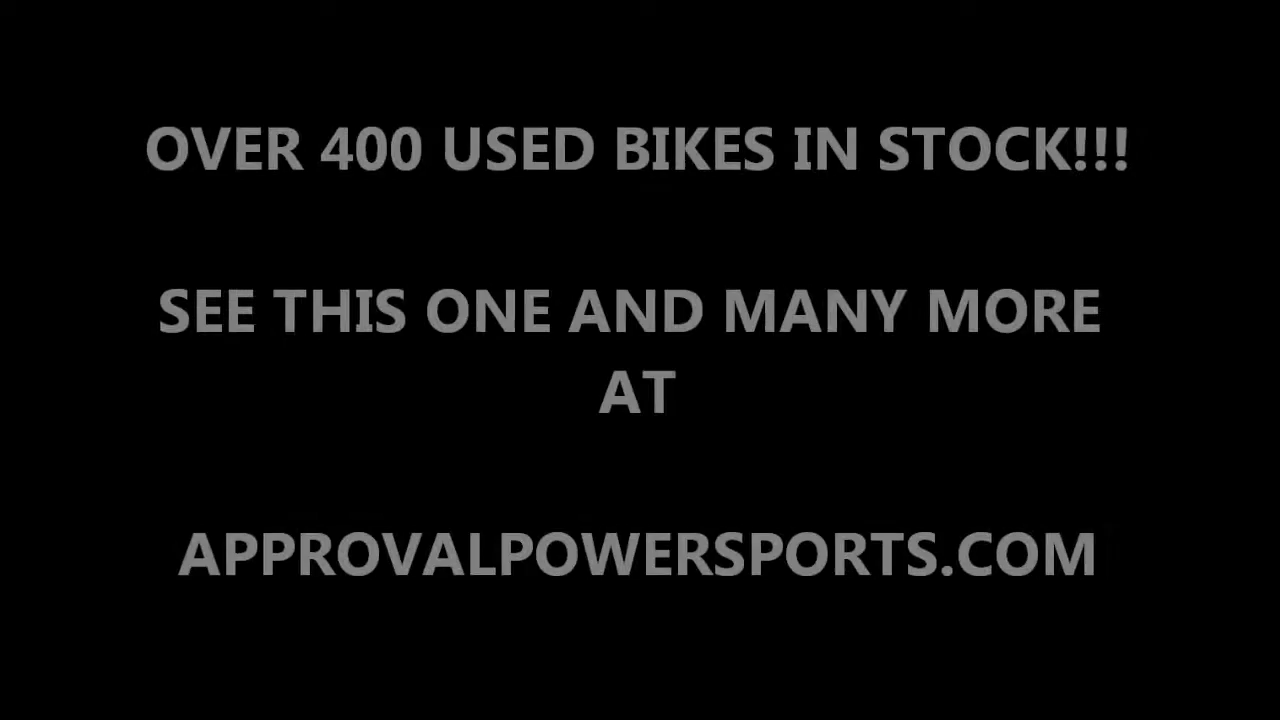 OVER 400 USED BIKES IN STOCK!!!
SEE THIS ONE AND MANY MORE
AT
APPROVALPOWERSPORTS.COM